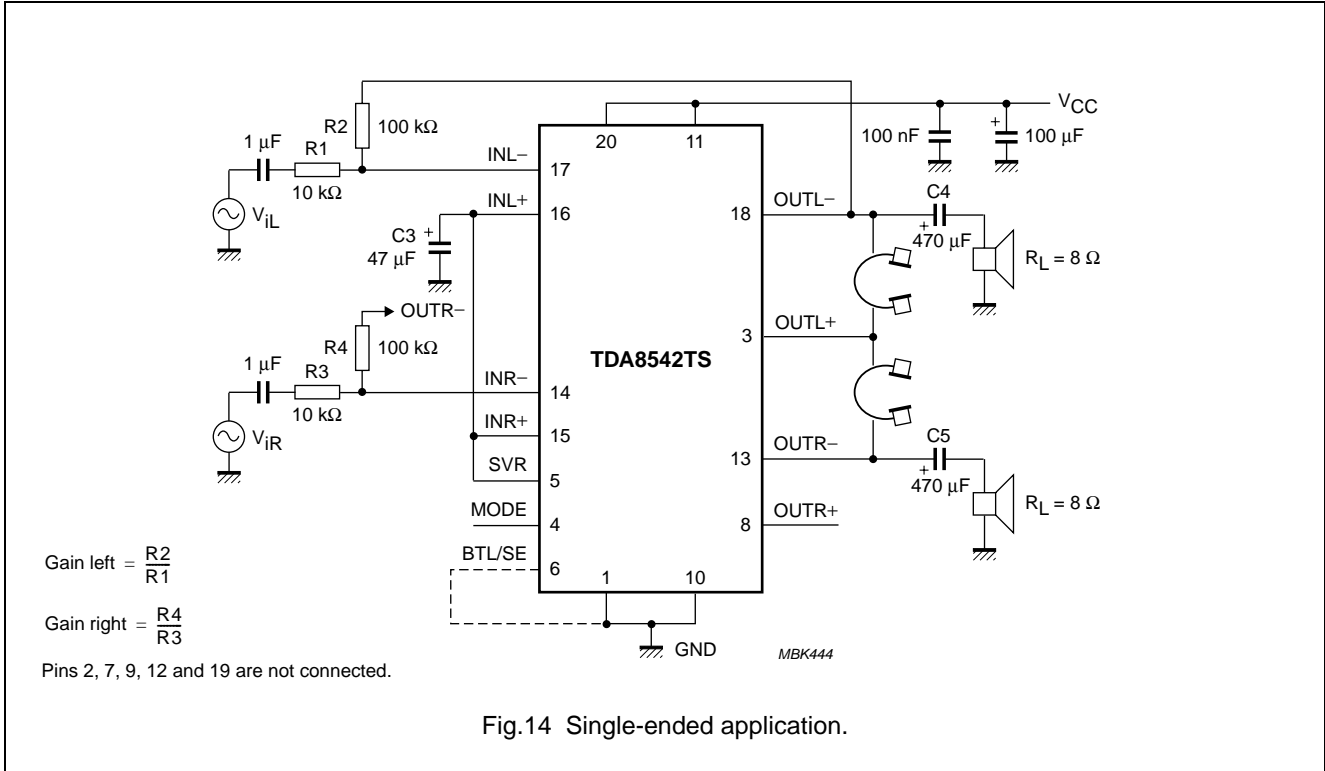 V_CC
R2
100 kΩ
20
11
100 nF
+
100 μF
1 μF
R1
10 kΩ
INL−
17
V_iL
INL+
16
C3
+
47 μF
OUTL−
18
C4
+
470 μF
R_L = 8 Ω
OUTR−
R4
100 kΩ
OUTL+
3
TDA8542TS
1 μF
R3
10 kΩ
INR−
14
V_iR
INR+
15
SVR
5
OUTR−
13
C5
+
470 μF
R_L = 8 Ω
MODE
4
OUTR+
8
BTL/SE
6
1
10
GND
MBK444
Gain left = R2/R1
Gain right = R4/R3
Pins 2, 7, 9, 12 and 19 are not connected.
Fig.14 Single-ended application.